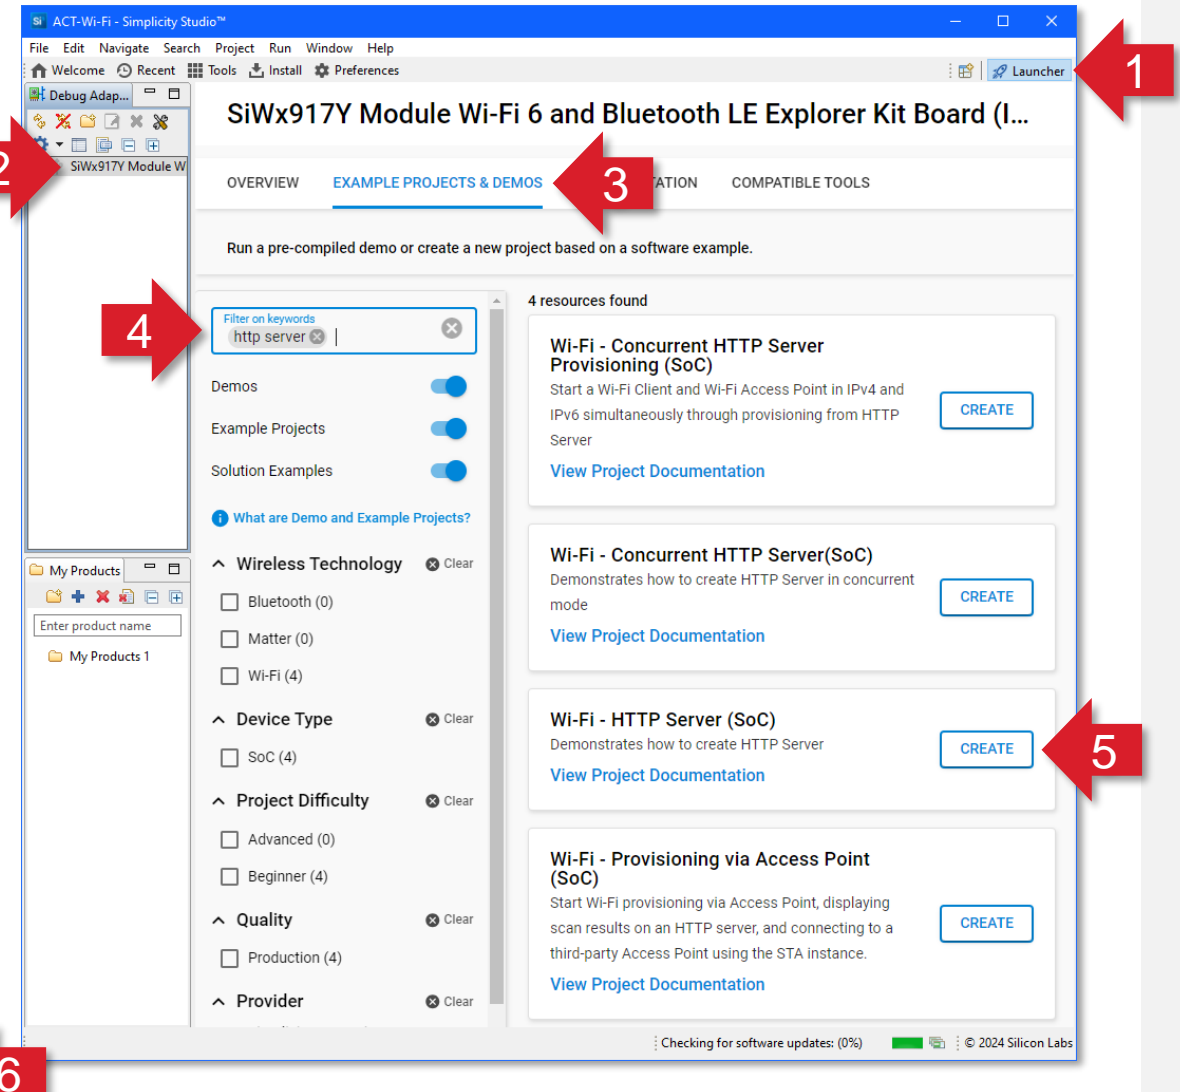 ACT-Wi-Fi - Simplicity Studio™
File Edit Navigate Search Project Run Window Help
Welcome Recent Tools Install Preferences
Launcher
1
Debug Adap...
SiWx917Y Module W
2
SiWx917Y Module Wi-Fi 6 and Bluetooth LE Explorer Kit Board (I...
OVERVIEW EXAMPLE PROJECTS & DEMOS TATION COMPATIBLE TOOLS
3
Run a pre-compiled demo or create a new project based on a software example.
4
Filter on keywords
http server
Demos
Example Projects
Solution Examples
What are Demo and Example Projects?
Wireless Technology Clear
Bluetooth (0)
Matter (0)
Wi-Fi (4)
Device Type Clear
SoC (4)
Project Difficulty Clear
Advanced (0)
Beginner (4)
Quality Clear
Production (4)
Provider Clear
4 resources found
Wi-Fi - Concurrent HTTP Server
Provisioning (SoC)
Start a Wi-Fi Client and Wi-Fi Access Point in IPv4 and
IPv6 simultaneously through provisioning from HTTP
Server
View Project Documentation
CREATE
Wi-Fi - Concurrent HTTP Server(SoC)
Demonstrates how to create HTTP Server in concurrent
mode
View Project Documentation
CREATE
Wi-Fi - HTTP Server (SoC)
Demonstrates how to create HTTP Server
View Project Documentation
CREATE
5
Wi-Fi - Provisioning via Access Point
(SoC)
Start Wi-Fi provisioning via Access Point, displaying
scan results on an HTTP server, and connecting to a
third-party Access Point using the STA instance.
View Project Documentation
CREATE
My Products
Enter product name
My Products 1
Checking for software updates: (0%)
© 2024 Silicon Labs
6